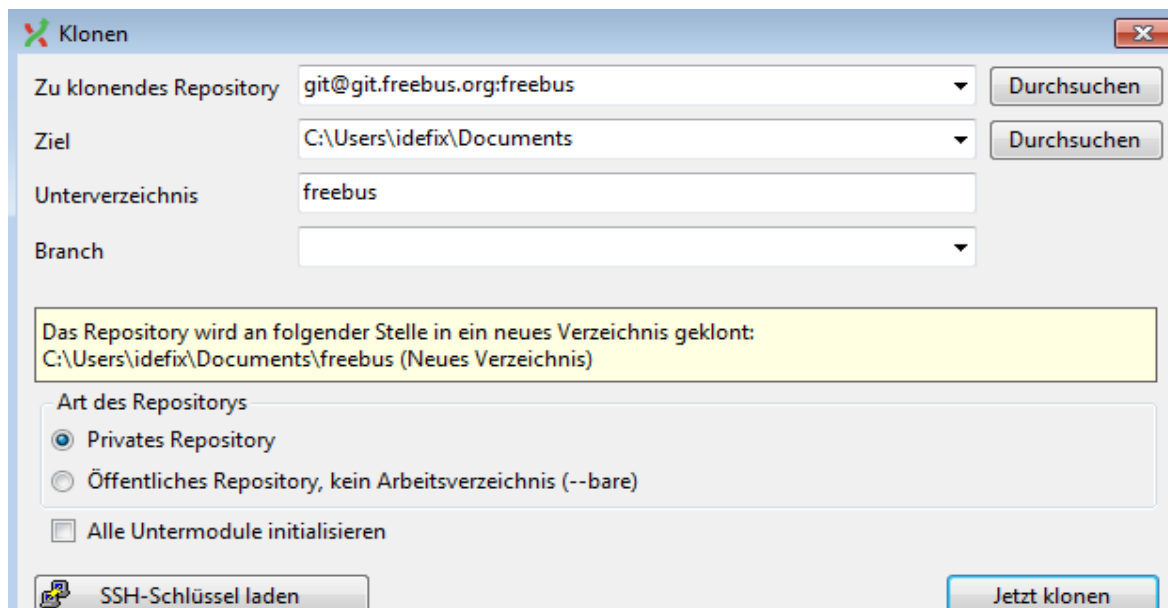 Klonen
Zu klonendes Repository git@git.freebus.org:freebus Durchsuchen
Ziel C:\Users\idefix\Documents Durchsuchen
Unterverzeichnis freebus
Branch
Das Repository wird an folgender Stelle in ein neues Verzeichnis geklont:
C:\Users\idefix\Documents\freebus (Neues Verzeichnis)
Art des Repositorys
Privates Repository
Öffentliches Repository, kein Arbeitsverzeichnis (--bare)
Alle Untermodule initialisieren
SSH-Schlüssel laden Jetzt klonen